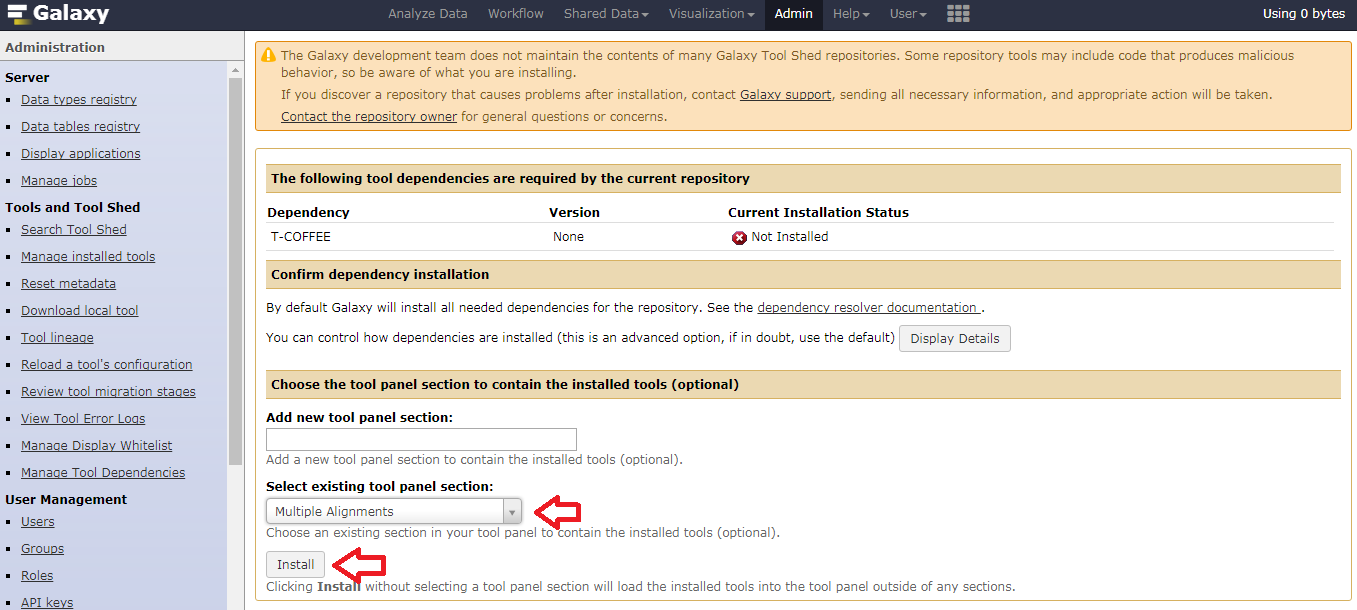 Galaxy
Analyze Data Workflow Shared Data Visualization Admin Help User Using 0 bytes
Administration
Server
Data types registry
Data tables registry
Display applications
Manage jobs
Tools and Tool Shed
Search Tool Shed
Manage installed tools
Reset metadata
Download local tool
Tool lineage
Reload a tool's configuration
Review tool migration stages
View Tool Error Logs
Manage Display Whitelist
Manage Tool Dependencies
User Management
Users
Groups
Roles
API keys
The Galaxy development team does not maintain the contents of many Galaxy Tool Shed repositories. Some repository tools may include code that produces malicious
behavior, so be aware of what you are installing.
If you discover a repository that causes problems after installation, contact Galaxy support, sending all necessary information, and appropriate action will be taken.
Contact the repository owner for general questions or concerns.
The following tool dependencies are required by the current repository
Dependency Version Current Installation Status
T-COFFEE None Not Installed
Confirm dependency installation
By default Galaxy will install all needed dependencies for the repository. See the dependency resolver documentation .
You can control how dependencies are installed (this is an advanced option, if in doubt, use the default) Display Details
Choose the tool panel section to contain the installed tools (optional)
Add new tool panel section:
Add a new tool panel section to contain the installed tools (optional).
Select existing tool panel section:
Multiple Alignments
Choose an existing section in your tool panel to contain the installed tools (optional).
Install
Clicking Install without selecting a tool panel section will load the installed tools into the tool panel outside of any sections.